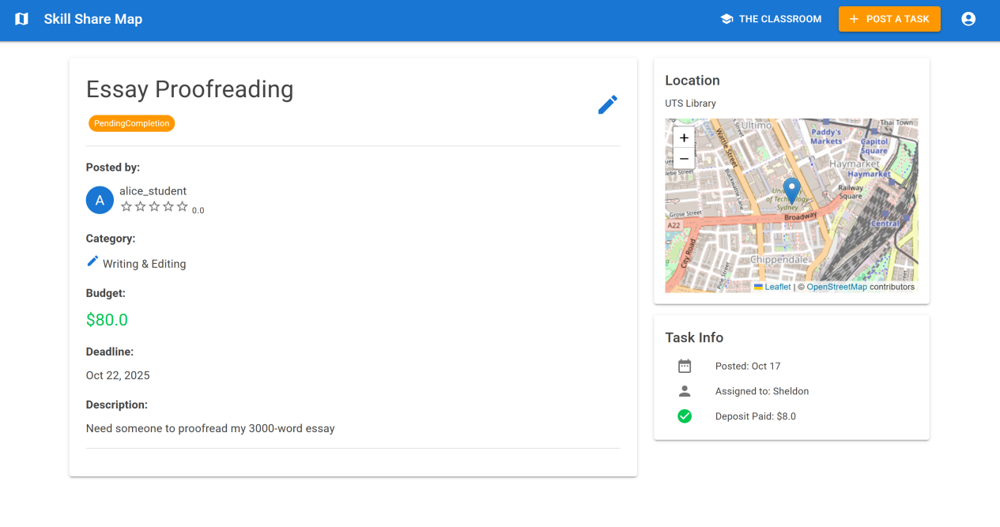 Skill Share Map
THE CLASSROOM
POST A TASK
Essay Proofreading
PendingCompletion
Posted by:
A
alice_student
0.0
Category:
Writing & Editing
Budget:
$80.0
Deadline:
Oct 22, 2025
Description:
Need someone to proofread my 3000-word essay
Location
UTS Library
+
−
Ultimo
Thai Town
Paddy's
Markets
Capitol
Square
Wattle Street
Haymarket
Haymarket
Blackwattle Lane
Railway
Square
of Technology
Sydney
Grose Street
Broadway
A22
Central
City Road
Chippendale
Leaflet | © OpenStreetMap contributors
Task Info
Posted: Oct 17
Assigned to: Sheldon
Deposit Paid: $8.0